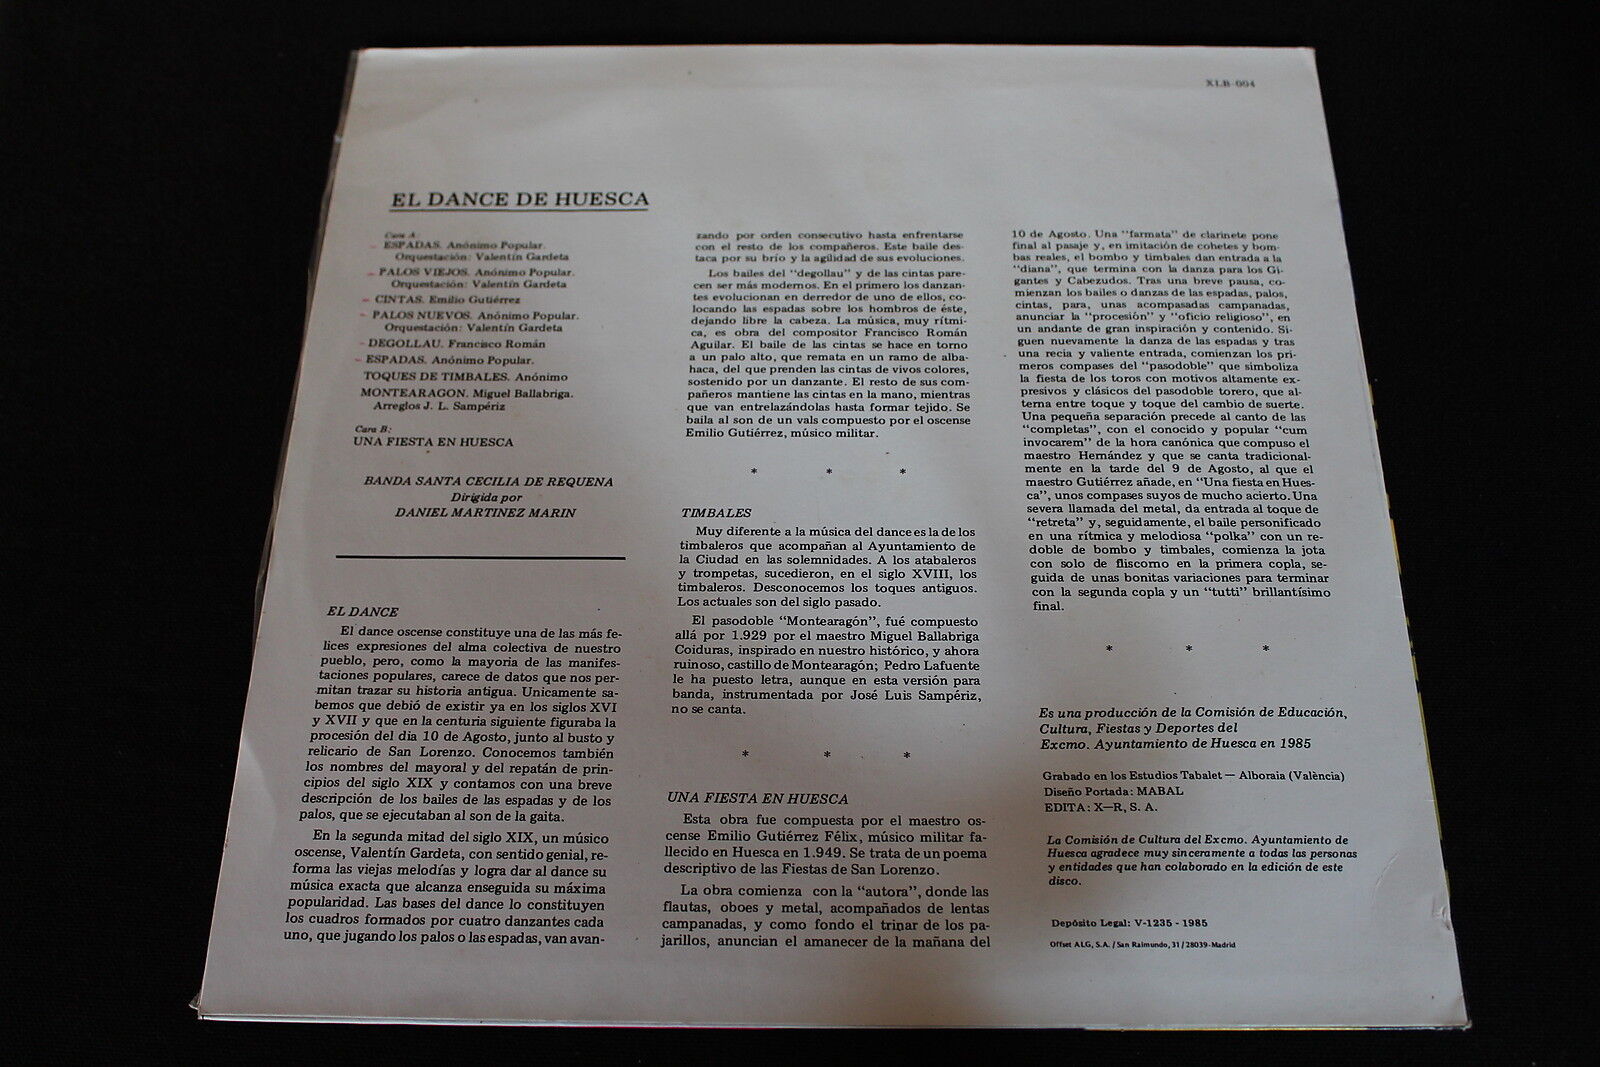 XLB-004
EL DANCE DE HUESCA
Cara A:
ESPADAS. Anónimo Popular.
Orquestación: Valentín Gardeta
PALOS VIEJOS. Anónimo Popular.
Orquestación: Valentín Gardeta
CINTAS. Emilio Gutiérrez
PALOS NUEVOS. Anónimo Popular.
Orquestación: Valentín Gardeta
DEGOLLAU. Francisco Román
ESPADAS. Anónimo Popular.
TOQUES DE TIMBALES. Anónimo
MONTEARAGON. Miguel Ballabriga.
Arreglos J. L. Sampériz
Cara B:
UNA FIESTA EN HUESCA
BANDA SANTA CECILIA DE REQUENA
Dirigida por
DANIEL MARTINEZ MARIN
EL DANCE
El dance oscense constituye una de las más fe-
lices expresiones del alma colectiva de nuestro
pueblo, pero, como la mayoria de las manifes-
taciones populares, carece de datos que nos per-
mitan trazar su historia antigua. Unicamente sa-
bemos que debió de existir ya en los siglos XVI
y XVII y que en la centuria siguiente figuraba la
procesión del dia 10 de Agosto, junto al busto y
relicario de San Lorenzo. Conocemos también
los nombres del mayoral y del repatán de prin-
cipios del siglo XIX y contamos con una breve
descripción de los bailes de las espadas y de los
palos, que se ejecutaban al son de la gaita.
En la segunda mitad del siglo XIX, un músico
oscense, Valentín Gardeta, con sentido genial, re-
forma las viejas melodías y logra dar al dance su
música exacta que alcanza enseguida su máxima
popularidad. Las bases del dance lo constituyen
los cuadros formados por cuatro danzantes cada
uno, que jugando los palos o las espadas, van avan-
zando por orden consecutivo hasta enfrentarse
con el resto de los compañeros. Este baile des-
taca por su brío y la agilidad de sus evoluciones.
Los bailes del "degollau" y de las cintas pare-
cen ser más modernos. En el primero los danzan-
tes evolucionan en derredor de uno de ellos, co-
locando las espadas sobre los hombros de éste,
dejando libre la cabeza. La música, muy rítmi-
ca, es obra del compositor Francisco Román
Aguilar. El baile de las cintas se hace en torno
a un palo alto, que remata en un ramo de alba-
haca, del que prenden las cintas de vivos colores,
sostenido por un danzante. El resto de sus com-
pañeros mantiene las cintas en la mano, mientras
que van entrelazándolas hasta formar tejido. Se
baila al son de un vals compuesto por el oscense
Emilio Gutiérrez, músico militar.
* * *
TIMBALES
Muy diferente a la música del dance es la de los
timbaleros que acompañan al Ayuntamiento de
la Ciudad en las solemnidades. A los atabaleros
y trompetas, sucedieron, en el siglo XVIII, los
timbaleros. Desconocemos los toques antiguos.
Los actuales son del siglo pasado.
El pasodoble "Montearagón", fué compuesto
allá por 1.929 por el maestro Miguel Ballabriga
Coiduras, inspirado en nuestro histórico, y ahora
ruinoso, castillo de Montearagón; Pedro Lafuente
le ha puesto letra, aunque en esta versión para
banda, instrumentada por José Luis Sampériz,
no se canta.
* * *
UNA FIESTA EN HUESCA
Esta obra fue compuesta por el maestro os-
cense Emilio Gutiérrez Félix, músico militar fa-
llecido en Huesca en 1.949. Se trata de un poema
descriptivo de las Fiestas de San Lorenzo.
La obra comienza con la "autora", donde las
flautas, oboes y metal, acompañados de lentas
campanadas, y como fondo el trinar de los pa-
jarillos, anuncian el amanecer de la mañana del
10 de Agosto. Una "farmata" de clarinete pone
final al pasaje y, en imitación de cohetes y bom-
bas reales, el bombo y timbales dan entrada a la
"diana", que termina con la danza para los Gi-
gantes y Cabezudos. Tras una breve pausa, co-
mienzan los bailes o danzas de las espadas, palos,
cintas, para, unas acompasadas campanadas,
anunciar la "procesión" y "oficio religioso", en
un andante de gran inspiración y contenido. Si-
guen nuevamente la danza de las espadas y tras
una recia y valiente entrada, comienzan los pri-
meros compases del "pasodoble" que simboliza
la fiesta de los toros con motivos altamente ex-
presivos y clásicos del pasodoble torero, que al-
terna entre toque y toque del cambio de suerte.
Una pequeña separación precede al canto de las
"completas", con el conocido y popular "cum
invocarem" de la hora canónica que compuso el
maestro Hernández y que se canta tradicional-
mente en la tarde del 9 de Agosto, al que el
maestro Gutiérrez añade, en "Una fiesta en Hues-
ca", unos compases suyos de mucho acierto. Una
severa llamada del metal, da entrada al toque de
"retreta" y, seguidamente, el baile personificado
en una rítmica y melodiosa "polka" con un re-
doble de bombo y timbales, comienza la jota
con solo de fliscorno en la primera copla, se-
guida de unas bonitas variaciones para terminar
con la segunda copla y un "tutti" brillantísimo
final.
* * *
Es una producción de la Comisión de Educación,
Cultura, Fiestas y Deportes del
Excmo. Ayuntamiento de Huesca en 1985
Grabado en los Estudios Tabalet — Alboraia (València)
Diseño Portada: MABAL
EDITA: X—R, S. A.
La Comisión de Cultura del Excmo. Ayuntamiento de
Huesca agradece muy sinceramente a todas las personas
y entidades que han colaborado en la edición de este
disco.
Depósito Legal: V-1235 - 1985
Offset ALG, S.A. / San Raimundo, 31 / 28039-Madrid